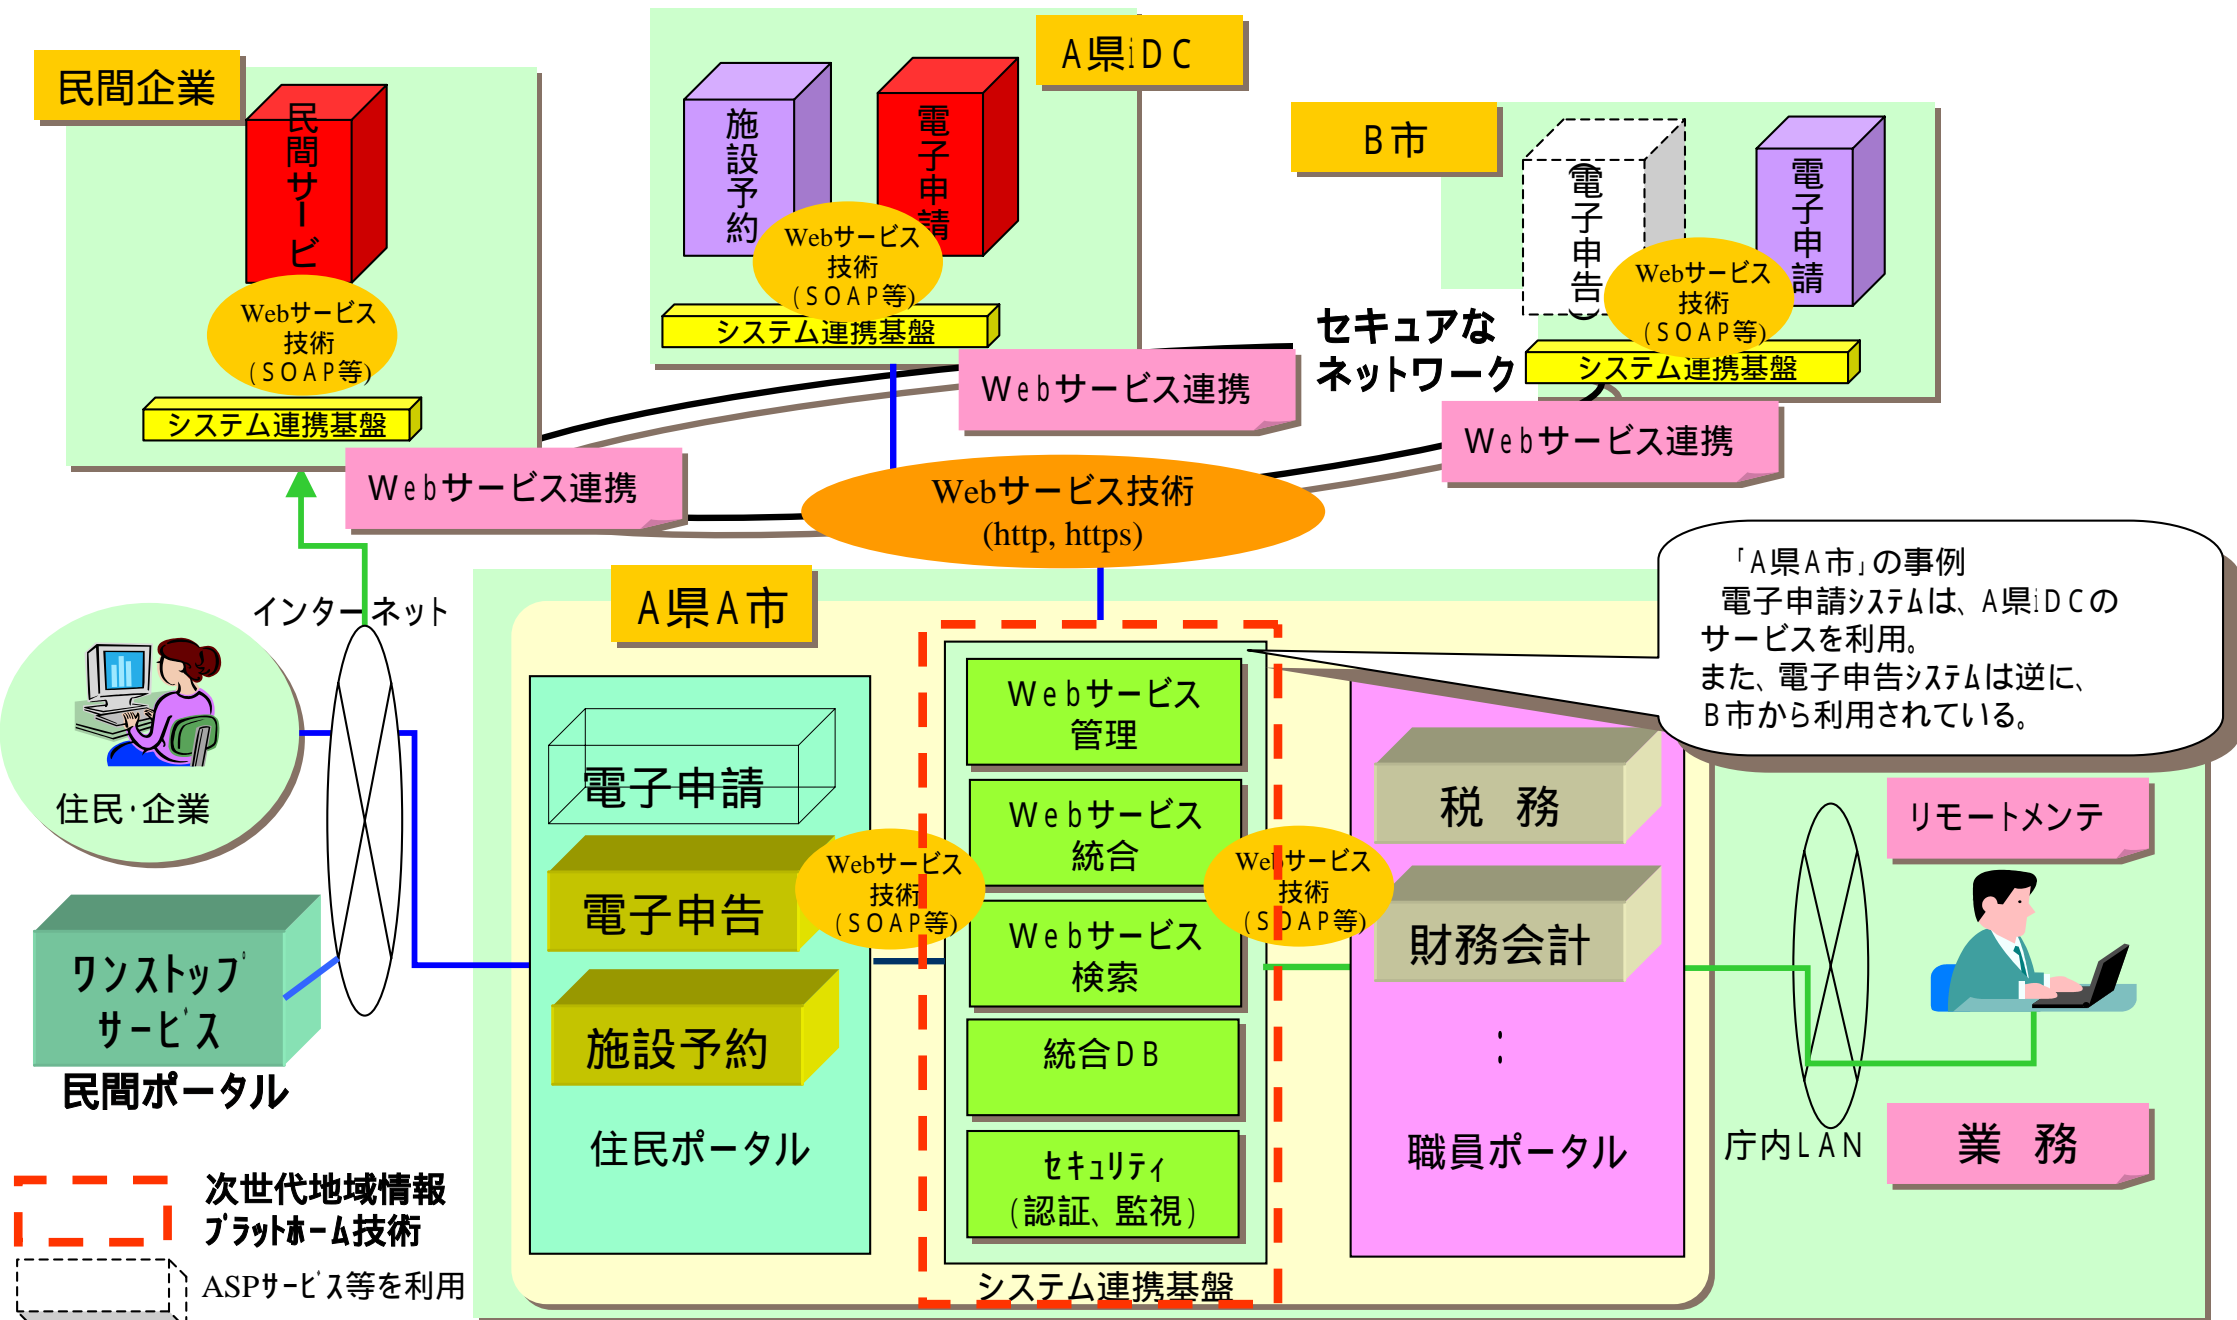 民間企業
民間サービ
Webサービス
技術
(SOAP等)
システム連携基盤
A県iDC
施設予約
電子申請
Webサービス
技術
(SOAP等)
システム連携基盤
B市
(電子申告)
電子申請
Webサービス
技術
(SOAP等)
システム連携基盤
セキュアな
ネットワーク
Webサービス連携
Webサービス連携
Webサービス連携
Webサービス技術
(http, https)
「A県A市」の事例
電子申請システムは、A県iDCの
サービスを利用。
また、電子申告システムは逆に、
B市から利用されている。
インターネット
住民・企業
ワンストップ
サービス
民間ポータル
A県A市
電子申請
電子申告
施設予約
住民ポータル
Webサービス
技術
(SOAP等)
Webサービス
管理
Webサービス
統合
Webサービス
検索
統合DB
セキュリティ
(認証、監視)
システム連携基盤
Webサービス
技術
(SOAP等)
税 務
財務会計
:
職員ポータル
庁内LAN
リモートメンテ
業 務
次世代地域情報
プラットホーム技術
ASPサービス等を利用